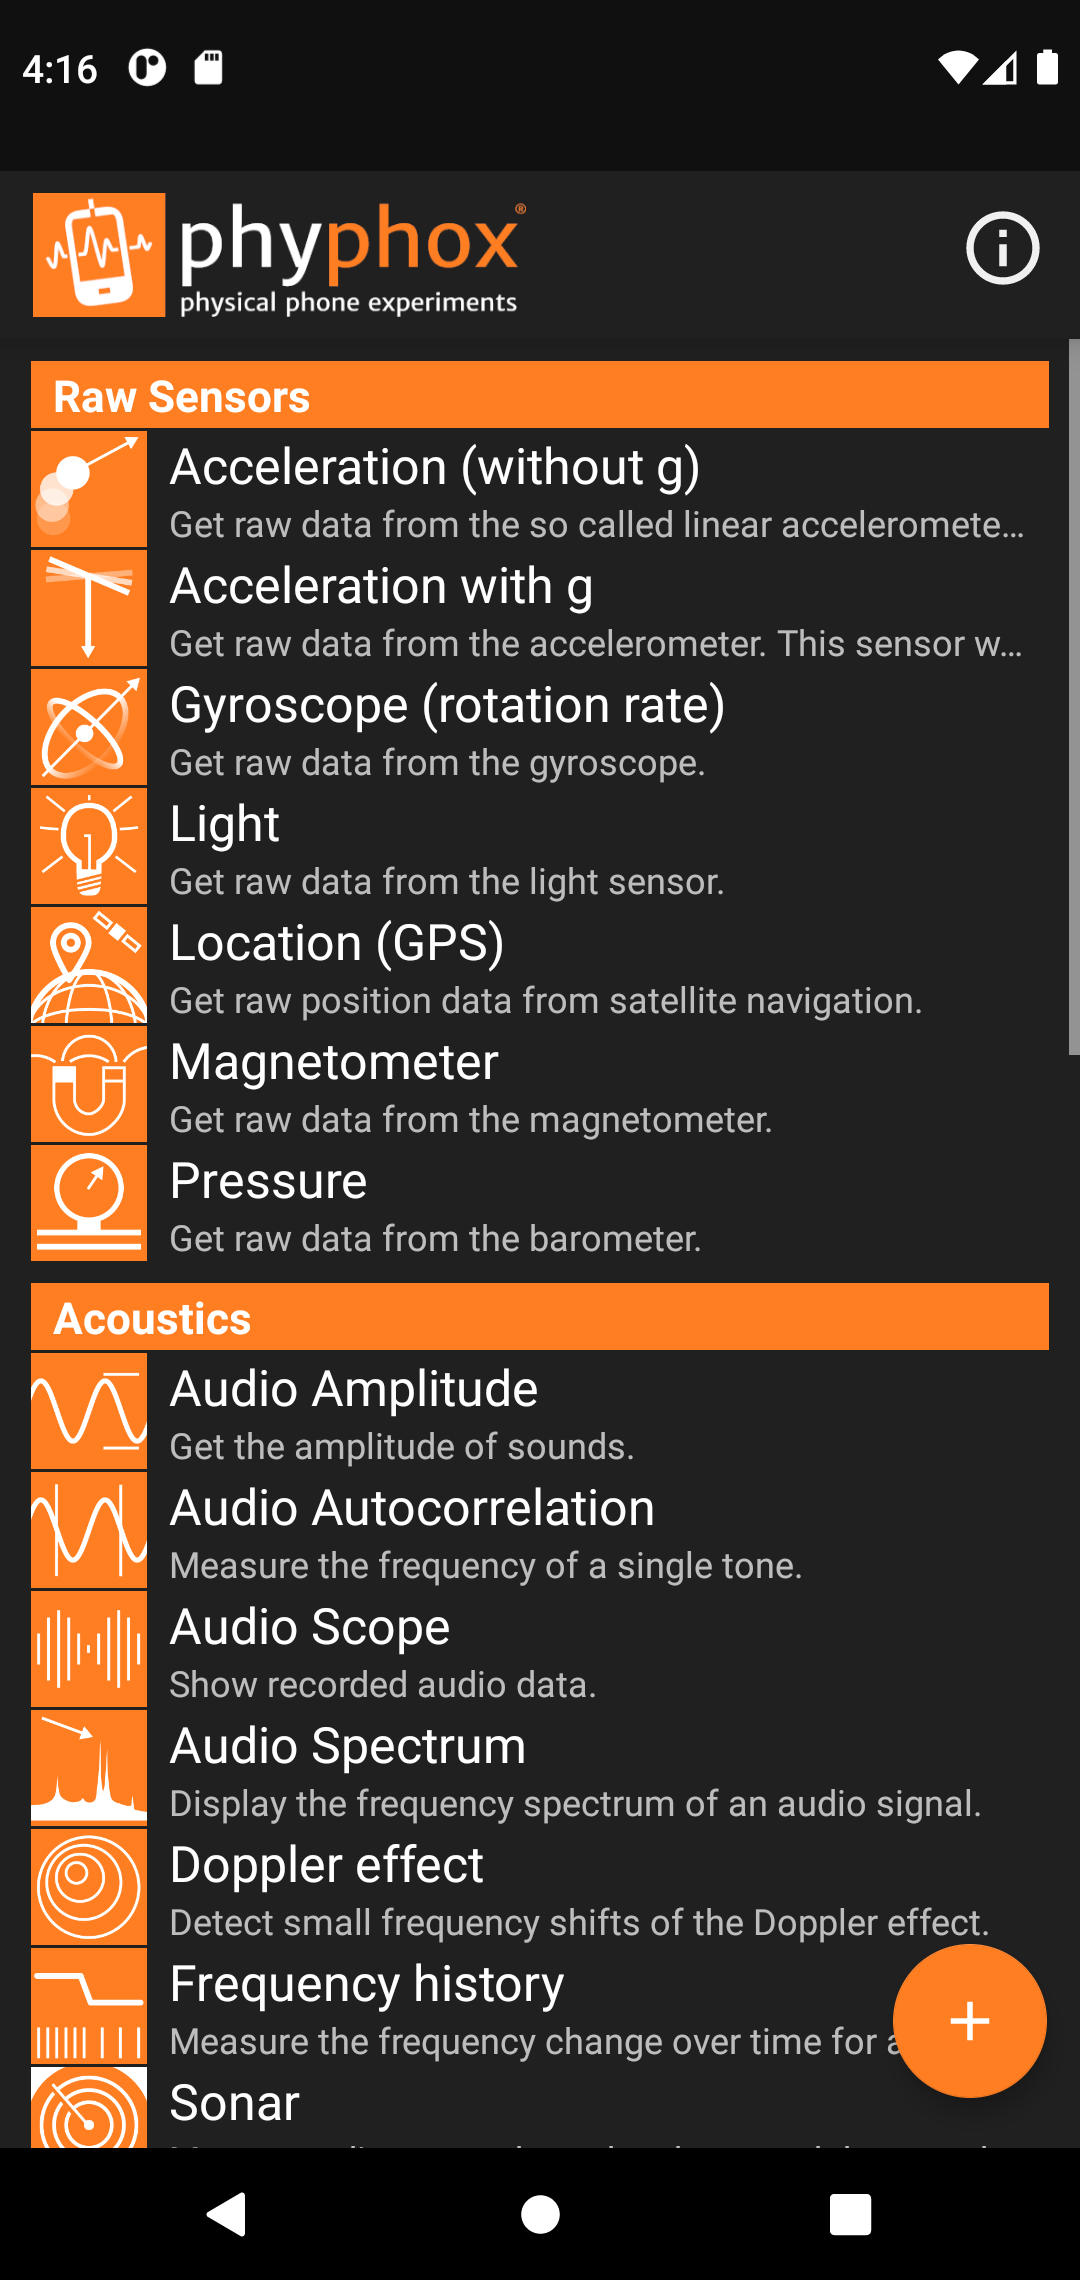 4:16
phyphox®
physical phone experiments
Raw Sensors
Acceleration (without g)
Get raw data from the so called linear acceleromete…
Acceleration with g
Get raw data from the accelerometer. This sensor w…
Gyroscope (rotation rate)
Get raw data from the gyroscope.
Light
Get raw data from the light sensor.
Location (GPS)
Get raw position data from satellite navigation.
Magnetometer
Get raw data from the magnetometer.
Pressure
Get raw data from the barometer.
Acoustics
Audio Amplitude
Get the amplitude of sounds.
Audio Autocorrelation
Measure the frequency of a single tone.
Audio Scope
Show recorded audio data.
Audio Spectrum
Display the frequency spectrum of an audio signal.
Doppler effect
Detect small frequency shifts of the Doppler effect.
Frequency history
Measure the frequency change over time for
Sonar